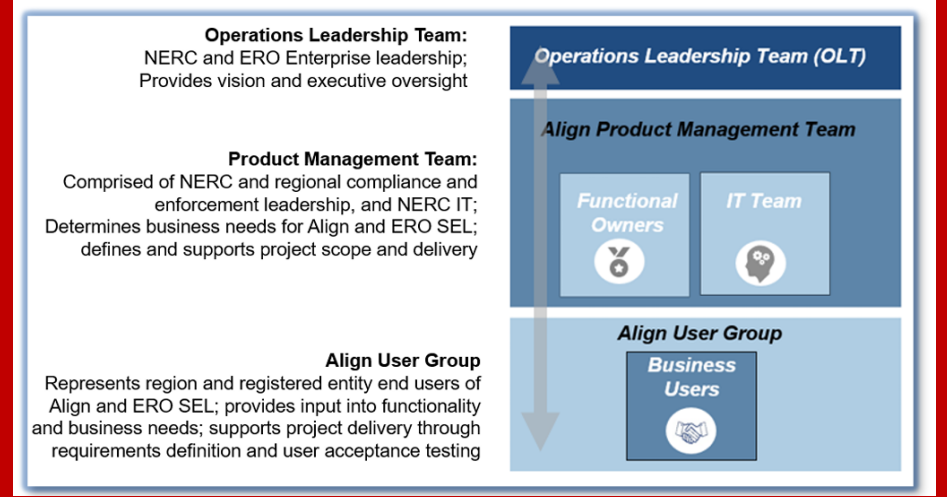 Operations Leadership Team:
NERC and ERO Enterprise leadership;
Provides vision and executive oversight
Product Management Team:
Comprised of NERC and regional compliance and
enforcement leadership, and NERC IT;
Determines business needs for Align and ERO SEL;
defines and supports project scope and delivery
Align User Group
Represents region and registered entity end users of
Align and ERO SEL; provides input into functionality
and business needs; supports project delivery through
requirements definition and user acceptance testing
Operations Leadership Team (OLT)
Align Product Management Team
Functional
Owners
IT Team
Align User Group
Business
Users